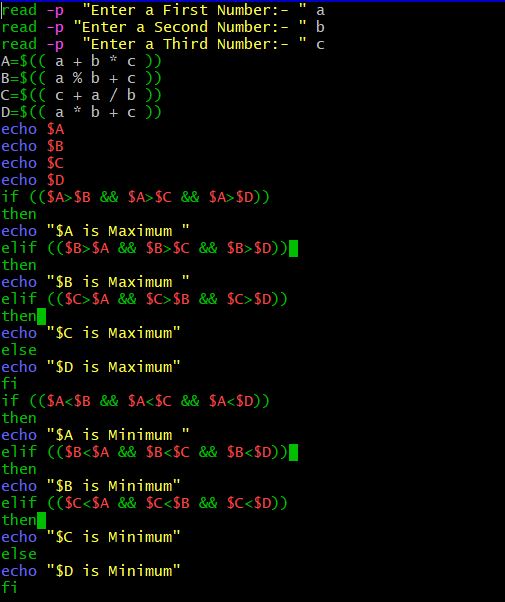 read -p  "Enter a First Number:- " a
read -p "Enter a Second Number:- " b
read -p  "Enter a Third Number:- " c
A=$(( a + b * c ))
B=$(( a % b + c ))
C=$(( c + a / b ))
D=$(( a * b + c ))
echo $A
echo $B
echo $C
echo $D
if (($A>$B && $A>$C && $A>$D))
then
echo "$A is Maximum "
elif (($B>$A && $B>$C && $B>$D))
then
echo "$B is Maximum "
elif (($C>$A && $C>$B && $C>$D))
then
echo "$C is Maximum"
else
echo "$D is Maximum"
fi
if (($A<$B && $A<$C && $A<$D))
then
echo "$A is Minimum "
elif (($B<$A && $B<$C && $B<$D))
then
echo "$B is Minimum"
elif (($C<$A && $C<$B && $C<$D))
then
echo "$C is Minimum"
else
echo "$D is Minimum"
fi